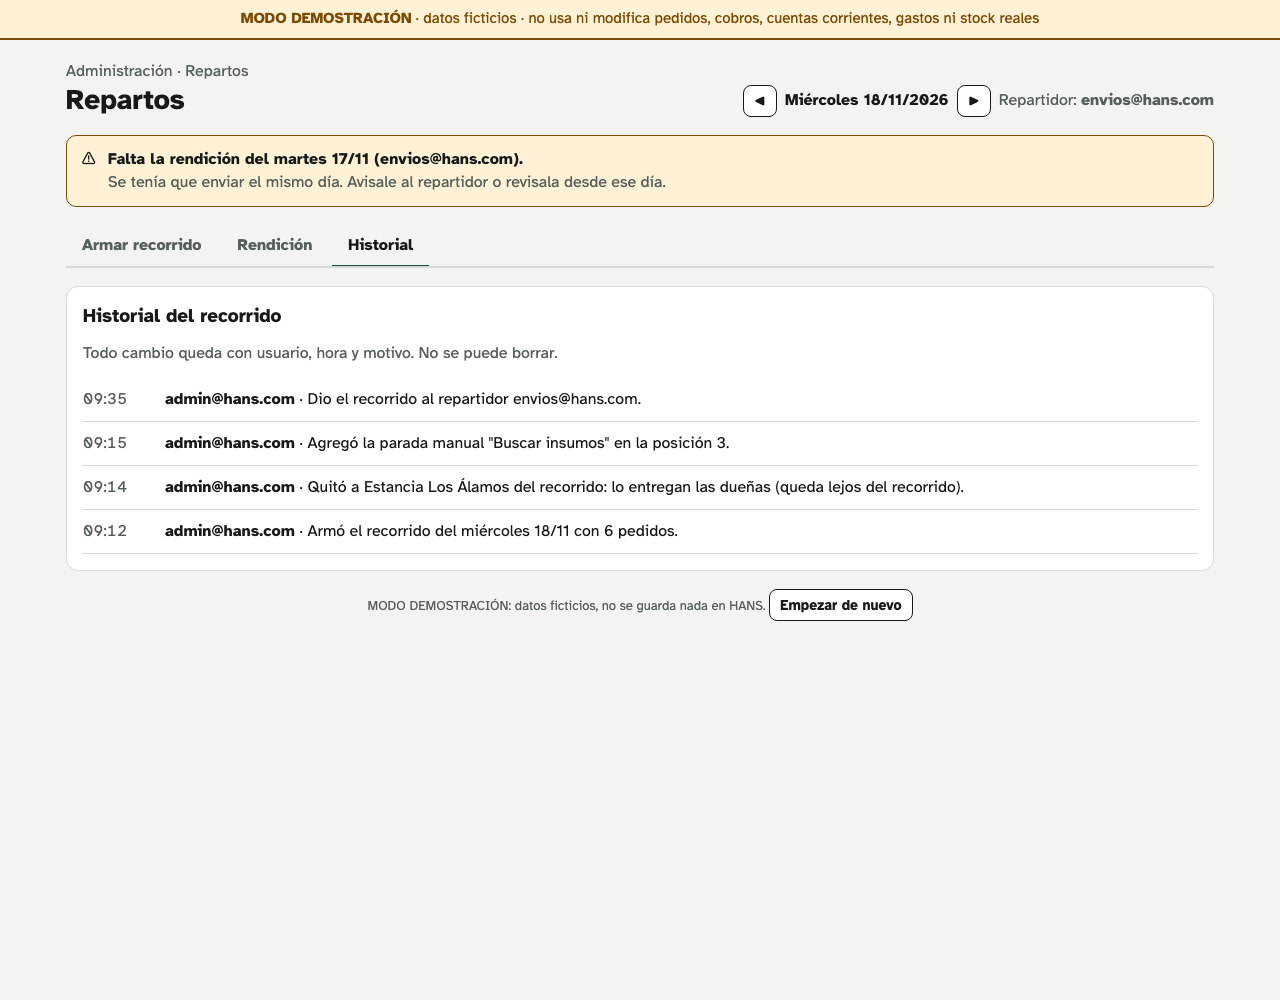 MODO DEMOSTRACIÓN · datos ficticios · no usa ni modifica pedidos, cobros, cuentas corrientes, gastos ni stock reales
Administración · Repartos
Repartos
◄ Miércoles 18/11/2026 ► Repartidor: envios@hans.com
⚠ Falta la rendición del martes 17/11 (envios@hans.com).
Se tenía que enviar el mismo día. Avisale al repartidor o revisala desde ese día.
Armar recorrido Rendición Historial
Historial del recorrido
Todo cambio queda con usuario, hora y motivo. No se puede borrar.
09:35 admin@hans.com · Dio el recorrido al repartidor envios@hans.com.
09:15 admin@hans.com · Agregó la parada manual "Buscar insumos" en la posición 3.
09:14 admin@hans.com · Quitó a Estancia Los Álamos del recorrido: lo entregan las dueñas (queda lejos del recorrido).
09:12 admin@hans.com · Armó el recorrido del miércoles 18/11 con 6 pedidos.
MODO DEMOSTRACIÓN: datos ficticios, no se guarda nada en HANS. Empezar de nuevo